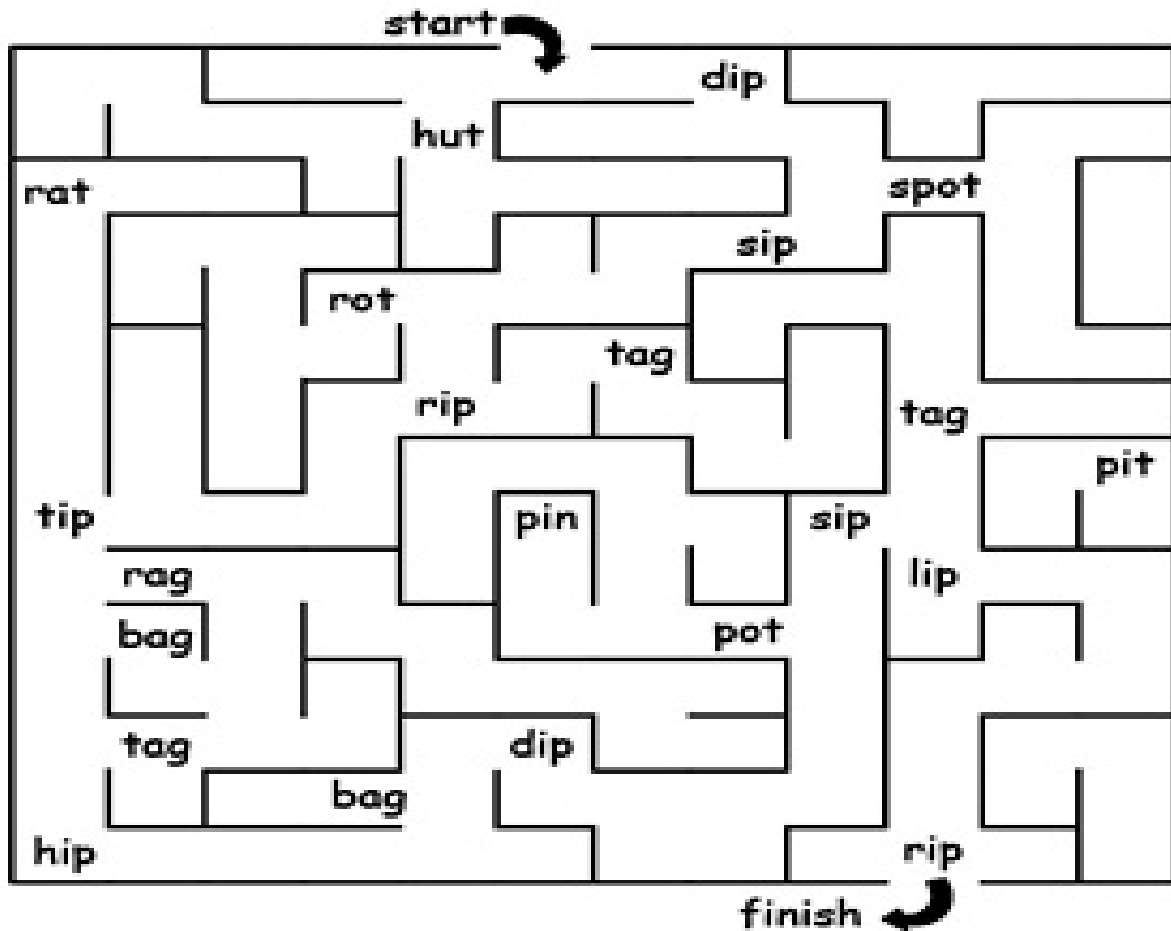 start
dip
hut
rat
spot
sip
rot
tag
rip
tag
pit
tip
pin
sip
rag
lip
bag
pot
tag
dip
bag
hip
rip
finish